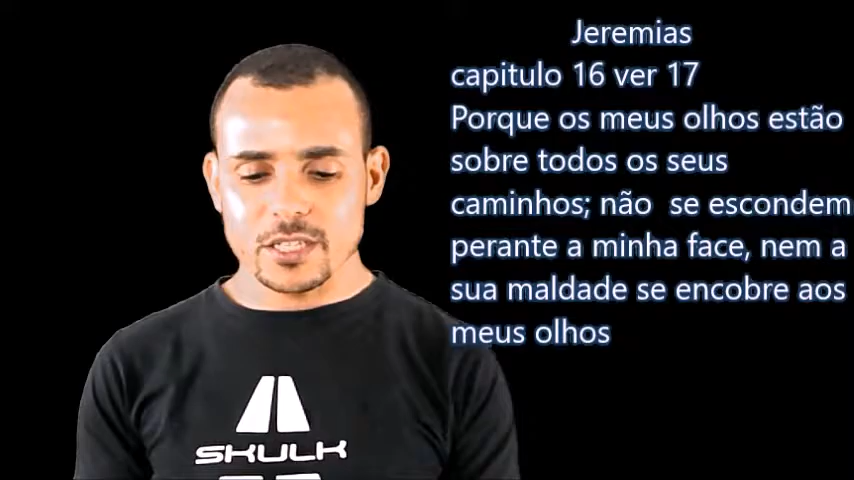 Jeremias
capitulo 16 ver 17
Porque os meus olhos estão
sobre todos os seus
caminhos; não se escondem
perante a minha face, nem a
sua maldade se encobre aos
meus olhos
SKULK